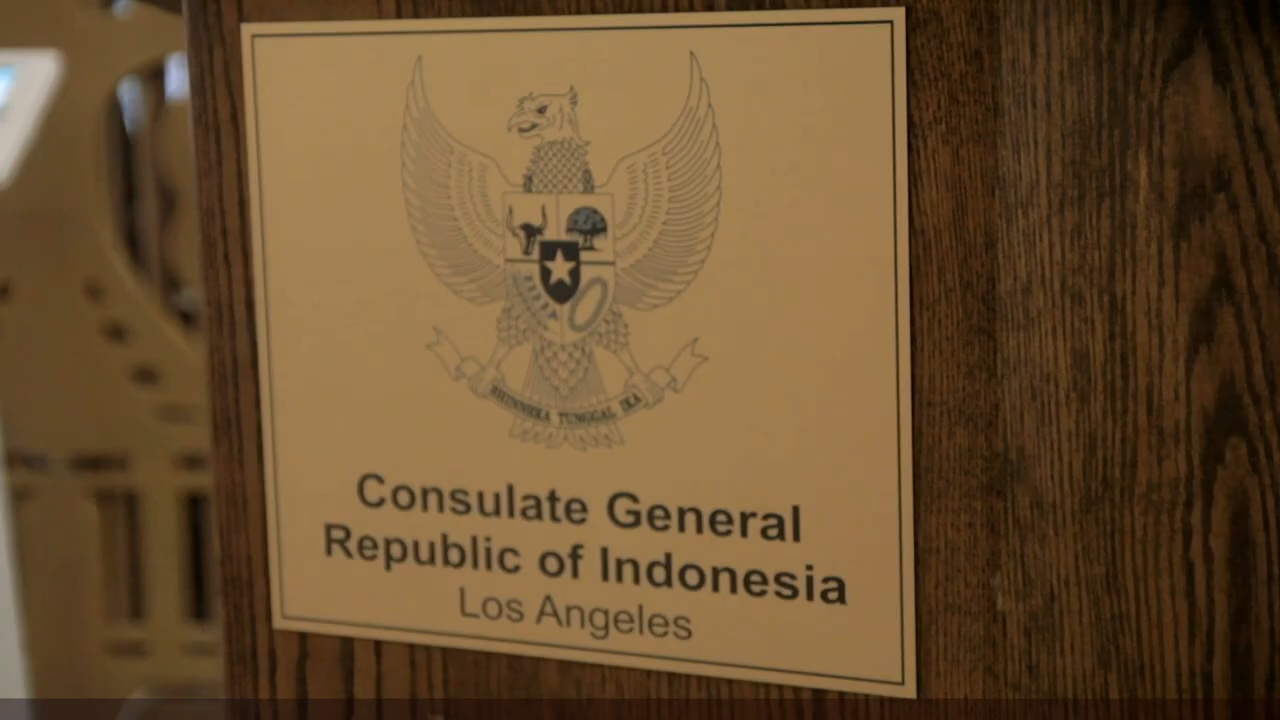 BHINNEKA TUNGGAL IKA
Consulate General
Republic of Indonesia
Los Angeles